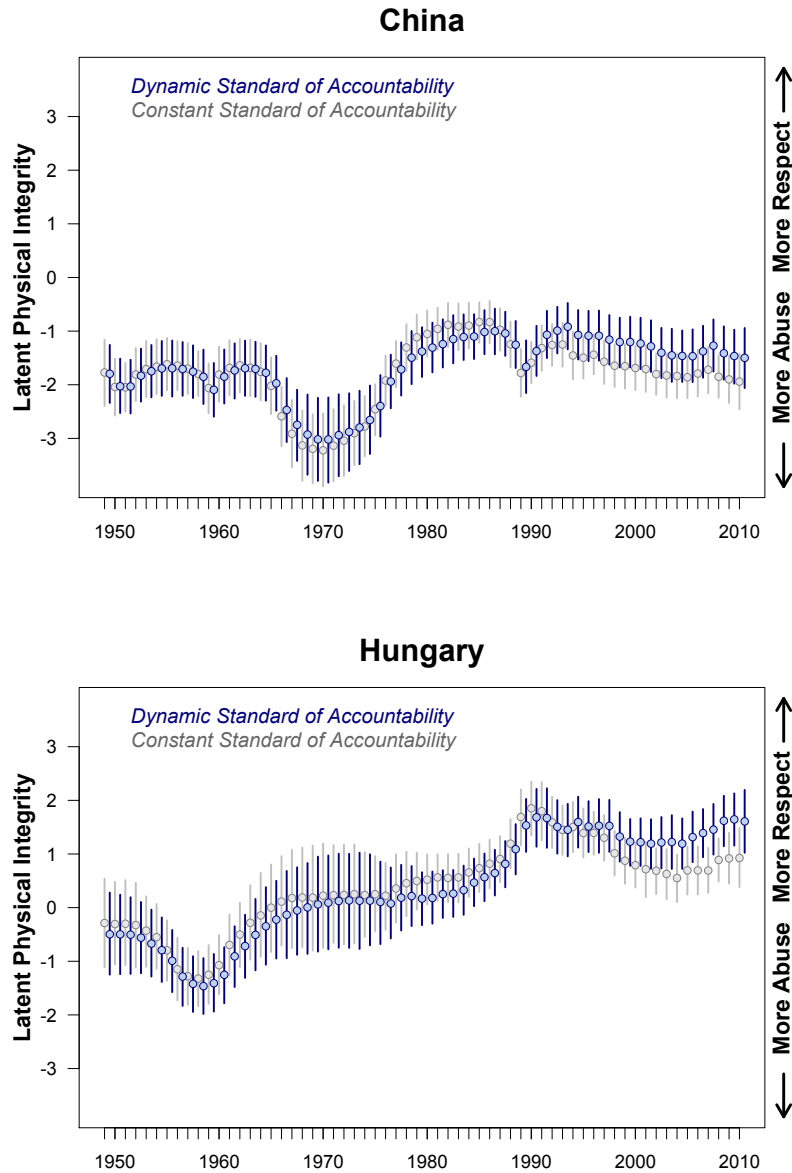 China
Dynamic Standard of Accountability
Constant Standard of Accountability
Latent Physical Integrity
3
2
1
0
-1
-2
-3
1950 1960 1970 1980 1990 2000 2010
More Abuse More Respect
Hungary
Dynamic Standard of Accountability
Constant Standard of Accountability
Latent Physical Integrity
3
2
1
0
-1
-2
-3
1950 1960 1970 1980 1990 2000 2010
More Abuse More Respect